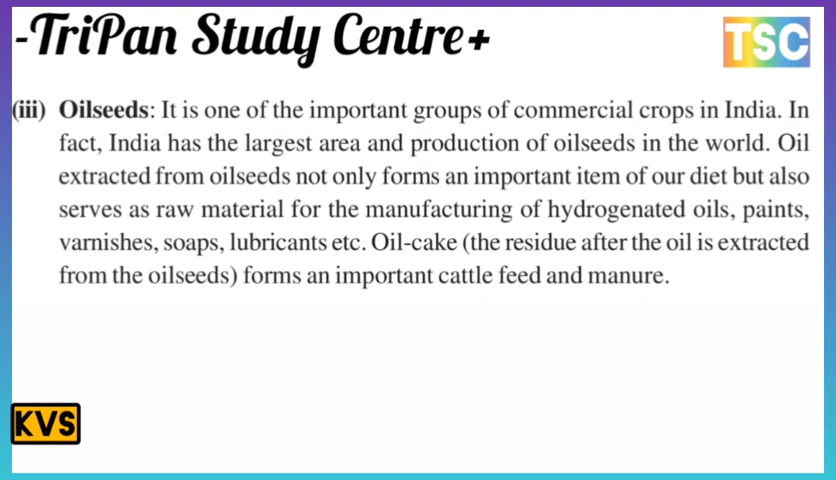 -TriPan Study Centre+
TSC
(iii) Oilseeds: It is one of the important groups of commercial crops in India. In
fact, India has the largest area and production of oilseeds in the world. Oil
extracted from oilseeds not only forms an important item of our diet but also
serves as raw material for the manufacturing of hydrogenated oils, paints,
varnishes, soaps, lubricants etc. Oil-cake (the residue after the oil is extracted
from the oilseeds) forms an important cattle feed and manure.
KVS